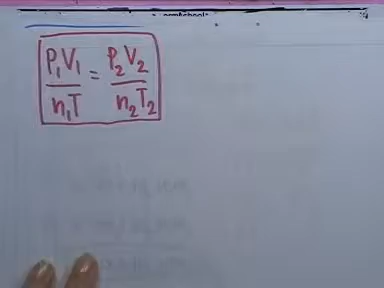 P₁V₁/n₁T = P₂V₂/n₂T₂